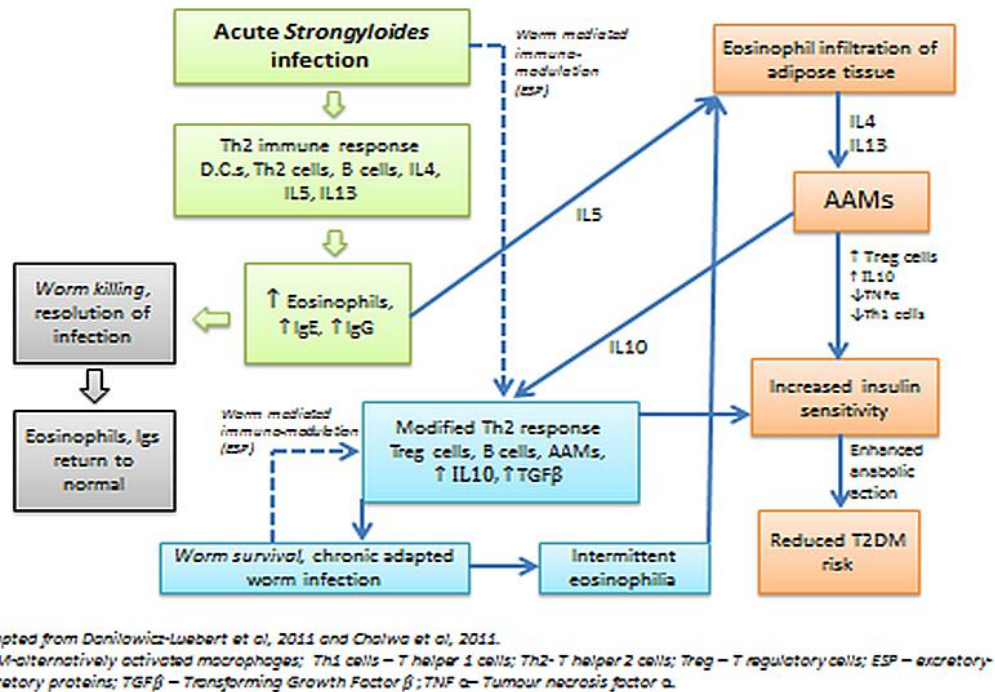 Acute Strongyloides
infection
Worm mediated
immuno-
modulation
(ESP)
Eosinophil infiltration of
adipose tissue
Th2 immune response
D.C.s, Th2 cells, B cells, IL4,
IL5, IL13
IL4
IL13
AAMs
IL5
↑ Treg cells
↑ IL10
↓TNFα
↓Th1 cells
Worm killing,
resolution of
infection
↑ Eosinophils,
↑IgE, ↑IgG
IL10
Increased insulin
sensitivity
Worm mediated
immuno-modulation
(ESP)
Modified Th2 response
Treg cells, B cells, AAMs,
↑ IL10, ↑TGFβ
Eosinophils, Igs
return to
normal
Enhanced
anabolic
action
Reduced T2DM
risk
Worm survival, chronic adapted
worm infection
Intermittent
eosinophilia
pted from Danilowicz-Luebert et al, 2011 and Chalwa et al, 2011.
M-alternatively activated macrophages; Th1 cells – T helper 1 cells; Th2- T helper 2 cells; Treg – T regulatory cells; ESP – excretory-
retory proteins; TGFβ – Transforming Growth Factor β ; TNF α– Tumour necrosis factor α.